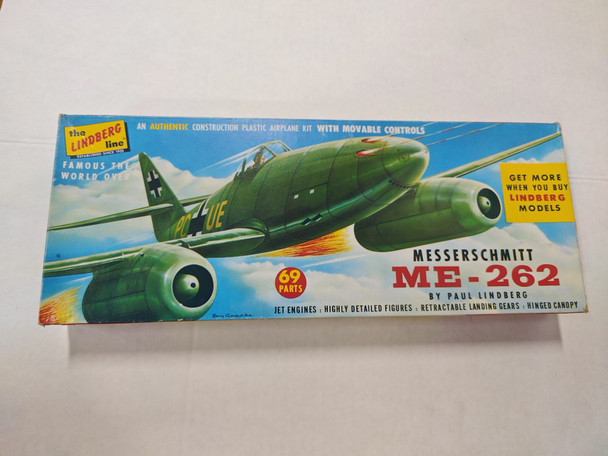 the
LINDBERG
line
FAMOUS THE
WORLD OVER
AN AUTHENTIC CONSTRUCTION PLASTIC AIRPLANE KIT WITH MOVABLE CONTROLS
GET MORE
WHEN YOU BUY
LINDBERG
MODELS
UE
69
PARTS
MESSERSCHMITT
ME-262
BY PAUL LINDBERG
JET ENGINES : HIGHLY DETAILED FIGURES : RETRACTABLE LANDING GEARS : HINGED CANOPY